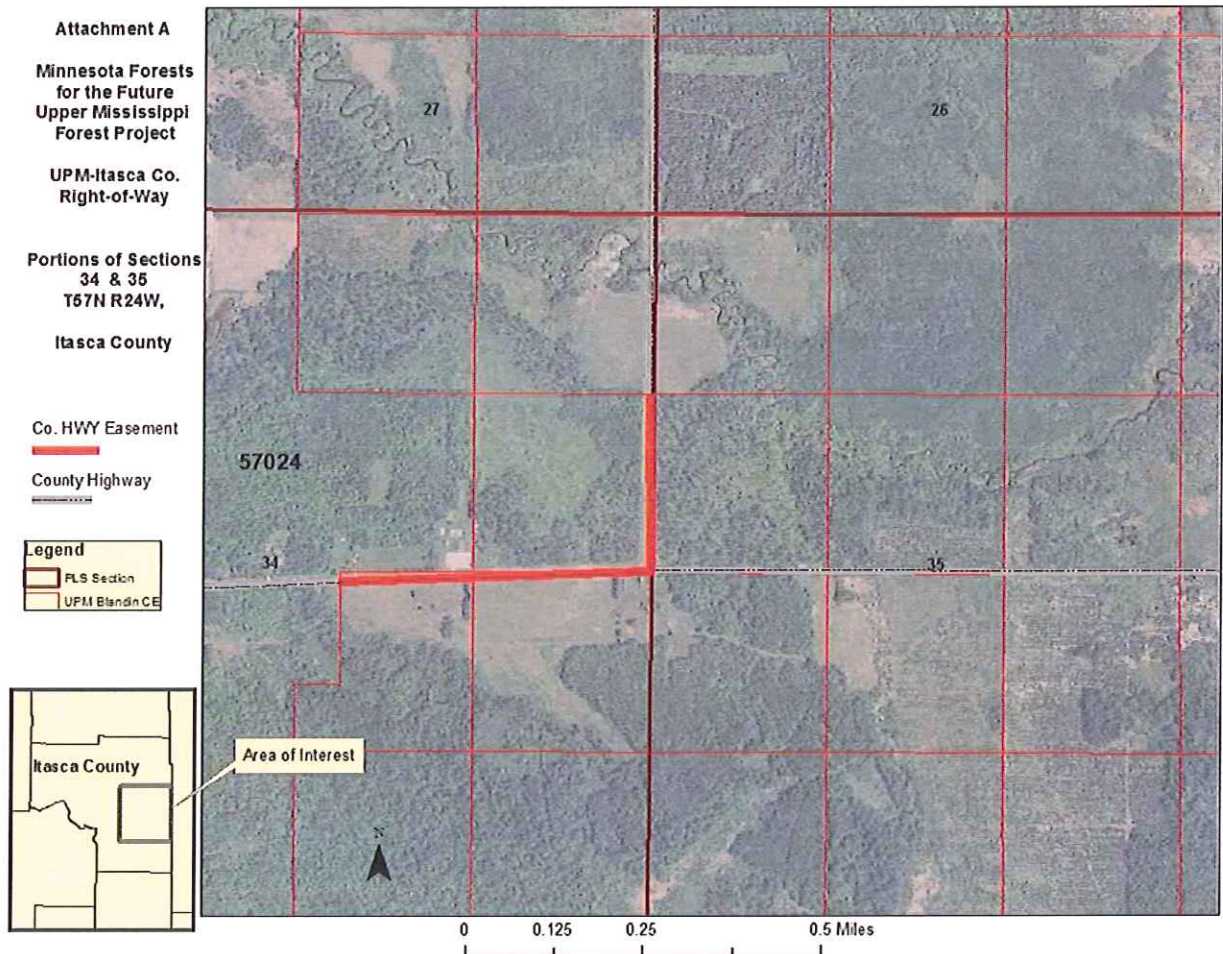 Attachment A
Minnesota Forests
for the Future
Upper Mississippi
Forest Project
UPM-Itasca Co.
Right-of-Way
Portions of Sections
34 & 35
T57N R24W,
Itasca County
Co. HWY Easement
County Highway
Legend
PLS Section
UPM Blandin CE
27
26
57024
34
35
Itasca County
Area of Interest
N
0 0.125 0.25 0.5 Miles